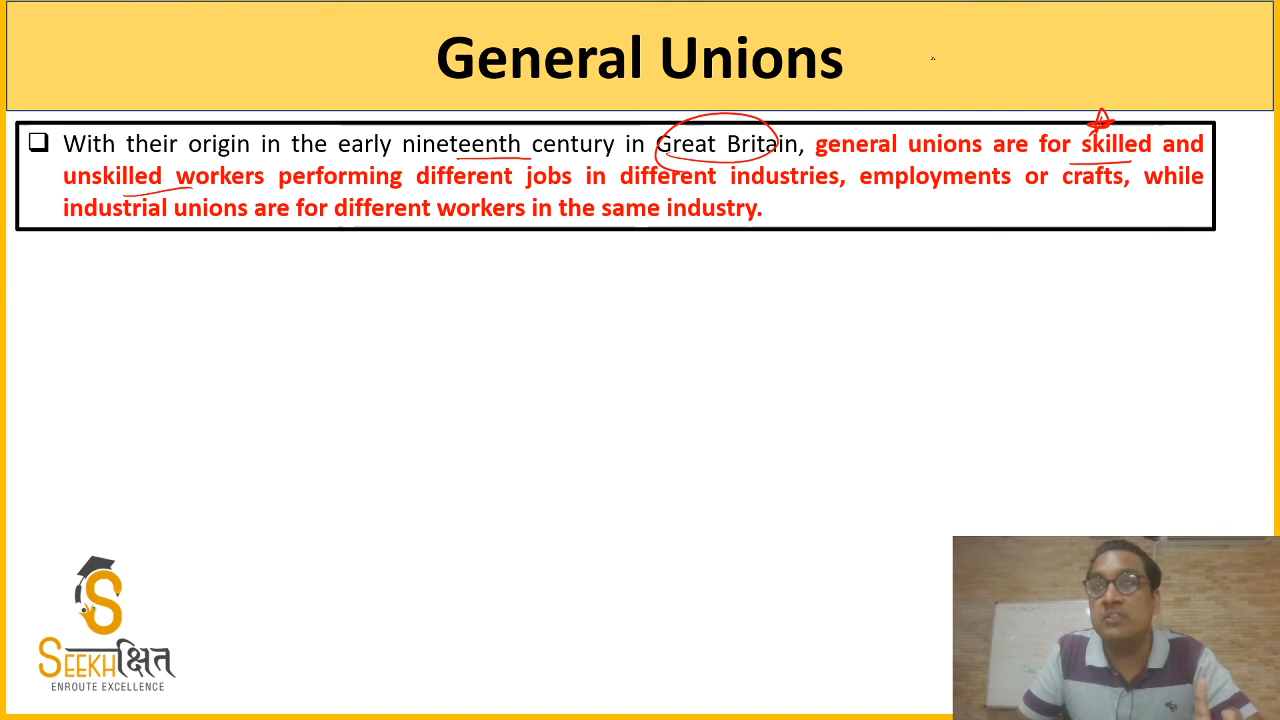 General Unions
With their origin in the early nineteenth century in Great Britain, general unions are for skilled and
unskilled workers performing different jobs in different industries, employments or crafts, while
industrial unions are for different workers in the same industry.
SEEKHक्षित
ENROUTE EXCELLENCE